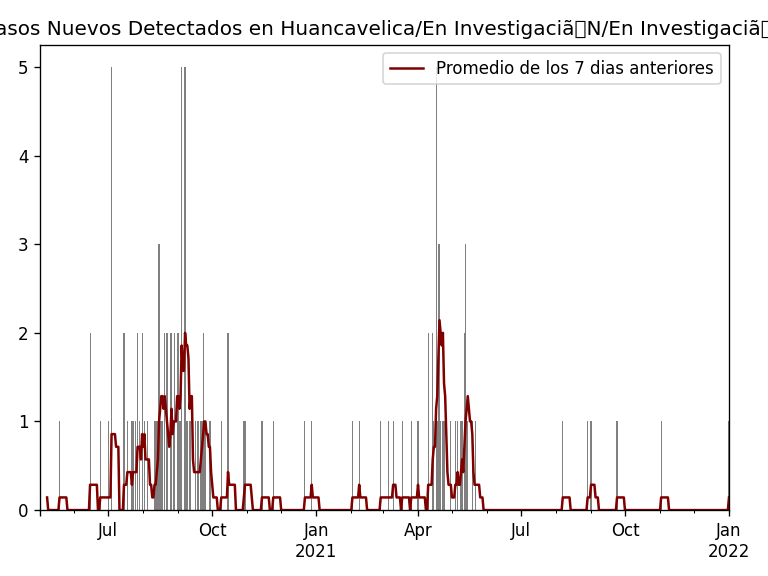 asos Nuevos Detectados en Huancavelica/En Investigaciã▯N/En Investigaciã▯
Promedio de los 7 dias anteriores
5
4
3
2
1
0
Jul Oct Jan Apr Jul Oct Jan
2021 2022